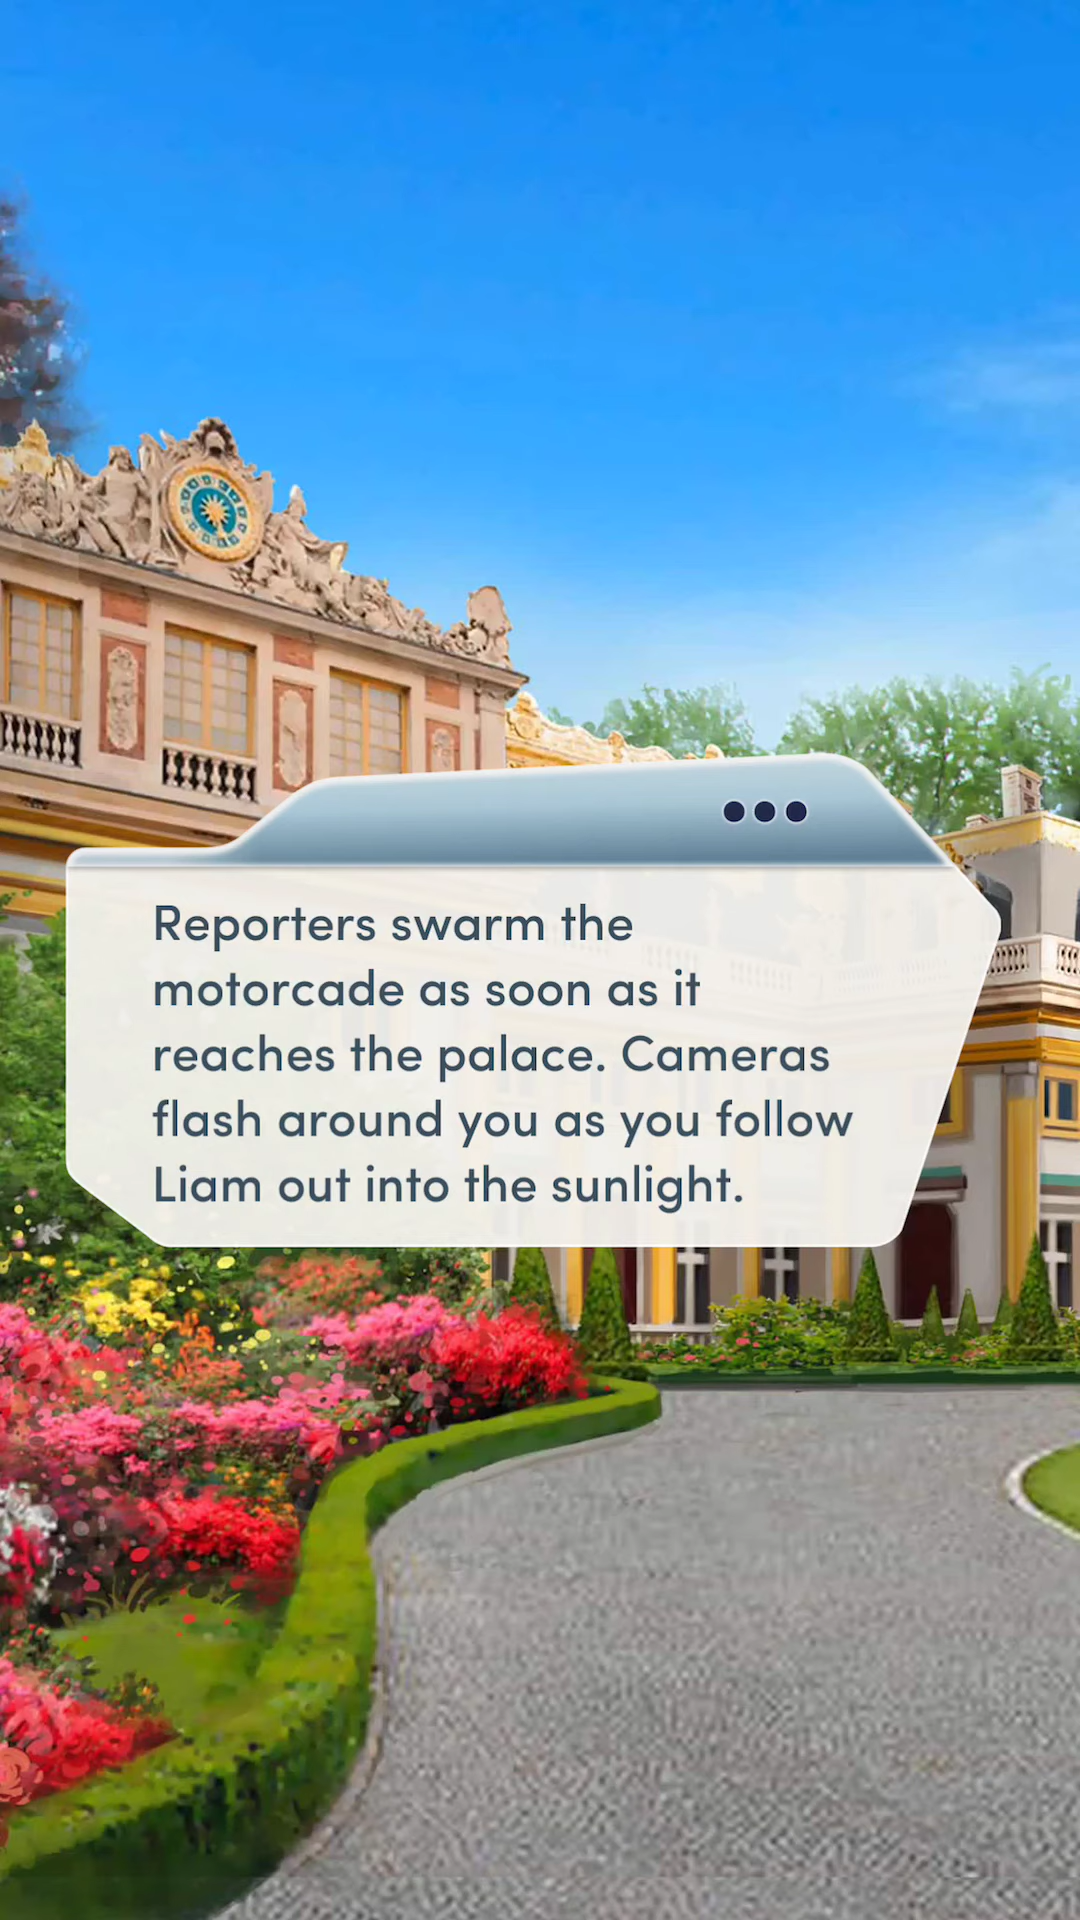 Reporters swarm the
motorcade as soon as it
reaches the palace. Cameras
flash around you as you follow
Liam out into the sunlight.